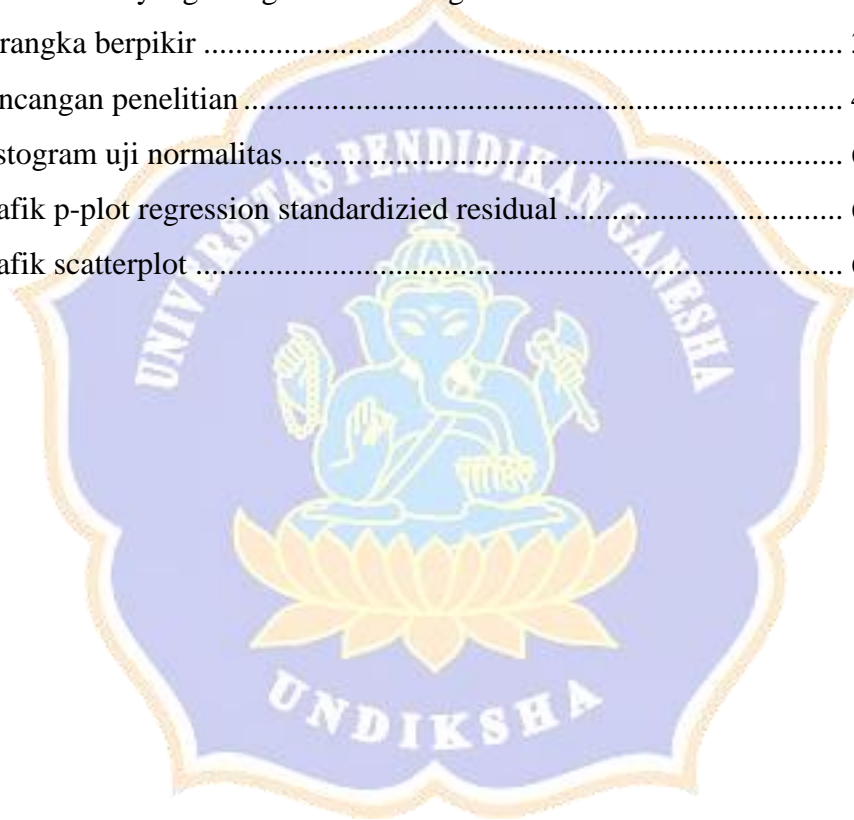 rangka berpikir ................................................................................
ncangan penelitian ...........................................................................
stogram uji normalitas......................................................................
afik p-plot regression standardizied residual ...................................
afik scatterplot .................................................................................
UNIVERSITAS PENDIDIKAN GANESHA
UNDIKSHA